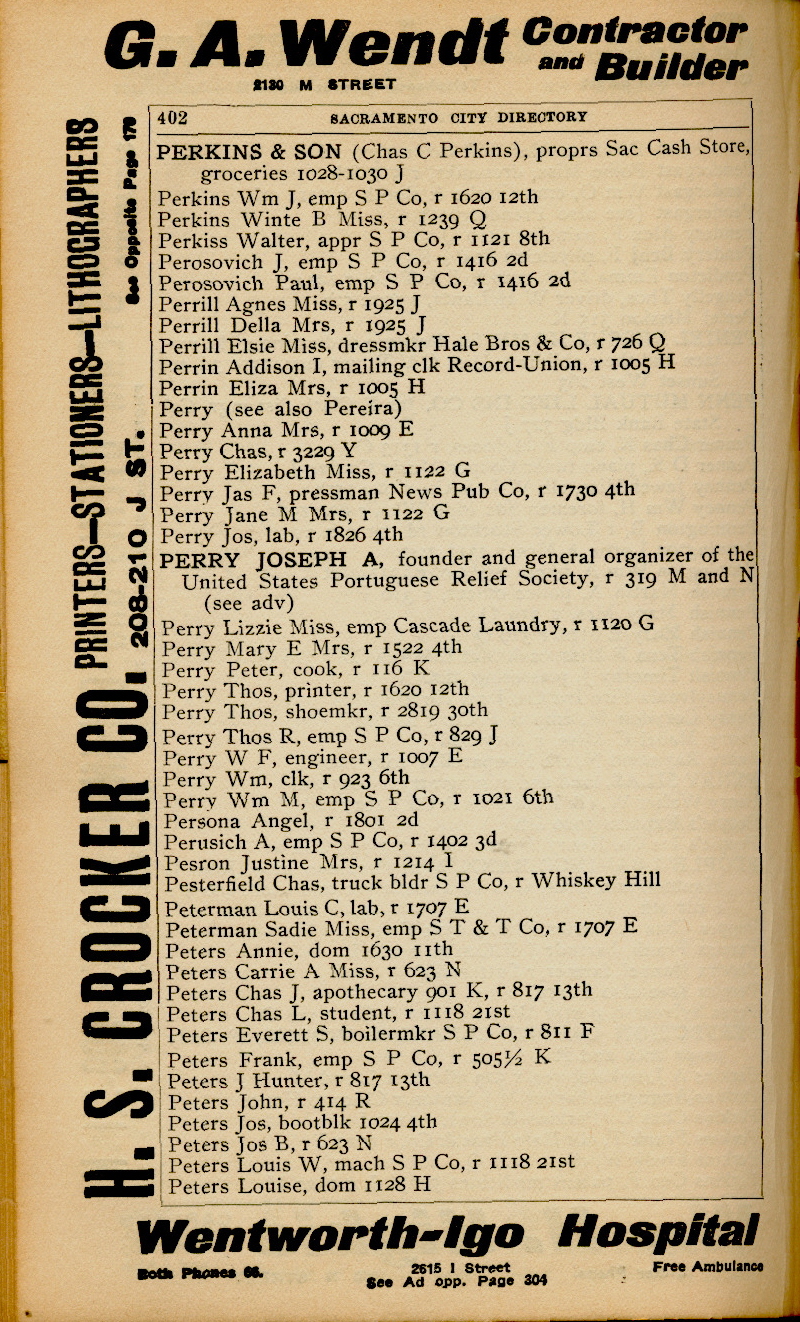 G. A. Wendt Contractor and Builder
2130 M STREET
H. S. CROCKER CO. PRINTERS—STATIONERS—LITHOGRAPHERS
208-210 J ST. See Opposite Page 170
402 SACRAMENTO CITY DIRECTORY
PERKINS & SON (Chas C Perkins), proprs Sac Cash Store,
groceries 1028-1030 J
Perkins Wm J, emp S P Co, r 1620 12th
Perkins Winte B Miss, r 1239 Q
Perkiss Walter, appr S P Co, r 1121 8th
Perosovich J, emp S P Co, r 1416 2d
Perosovich Paul, emp S P Co, r 1416 2d
Perrill Agnes Miss, r 1925 J
Perrill Della Mrs, r 1925 J
Perrill Elsie Miss, dressmkr Hale Bros & Co, r 726 Q
Perrin Addison I, mailing clk Record-Union, r 1005 H
Perrin Eliza Mrs, r 1005 H
Perry (see also Pereira)
Perry Anna Mrs, r 1009 E
Perry Chas, r 3229 Y
Perry Elizabeth Miss, r 1122 G
Perry Jas F, pressman News Pub Co, r 1730 4th
Perry Jane M Mrs, r 1122 G
Perry Jos, lab, r 1826 4th
PERRY JOSEPH A, founder and general organizer of the
United States Portuguese Relief Society, r 319 M and N
(see adv)
Perry Lizzie Miss, emp Cascade Laundry, r 1120 G
Perry Mary E Mrs, r 1522 4th
Perry Peter, cook, r 116 K
Perry Thos, printer, r 1620 12th
Perry Thos, shoemkr, r 2819 30th
Perry Thos R, emp S P Co, r 829 J
Perry W F, engineer, r 1007 E
Perry Wm, clk, r 923 6th
Perry Wm M, emp S P Co, r 1021 6th
Persona Angel, r 1801 2d
Perusich A, emp S P Co, r 1402 3d
Pesron Justine Mrs, r 1214 I
Pesterfield Chas, truck bldr S P Co, r Whiskey Hill
Peterman Louis C, lab, r 1707 E
Peterman Sadie Miss, emp S T & T Co, r 1707 E
Peters Annie, dom 1630 11th
Peters Carrie A Miss, r 623 N
Peters Chas J, apothecary 901 K, r 817 13th
Peters Chas L, student, r 1118 21st
Peters Everett S, boilermkr S P Co, r 811 F
Peters Frank, emp S P Co, r 505½ K
Peters J Hunter, r 817 13th
Peters John, r 414 R
Peters Jos, bootblk 1024 4th
Peters Jos B, r 623 N
Peters Louis W, mach S P Co, r 1118 21st
Peters Louise, dom 1128 H
Wentworth-Igo Hospital
Both Phones 66. 2615 I Street Free Ambulance
See Ad opp. Page 304